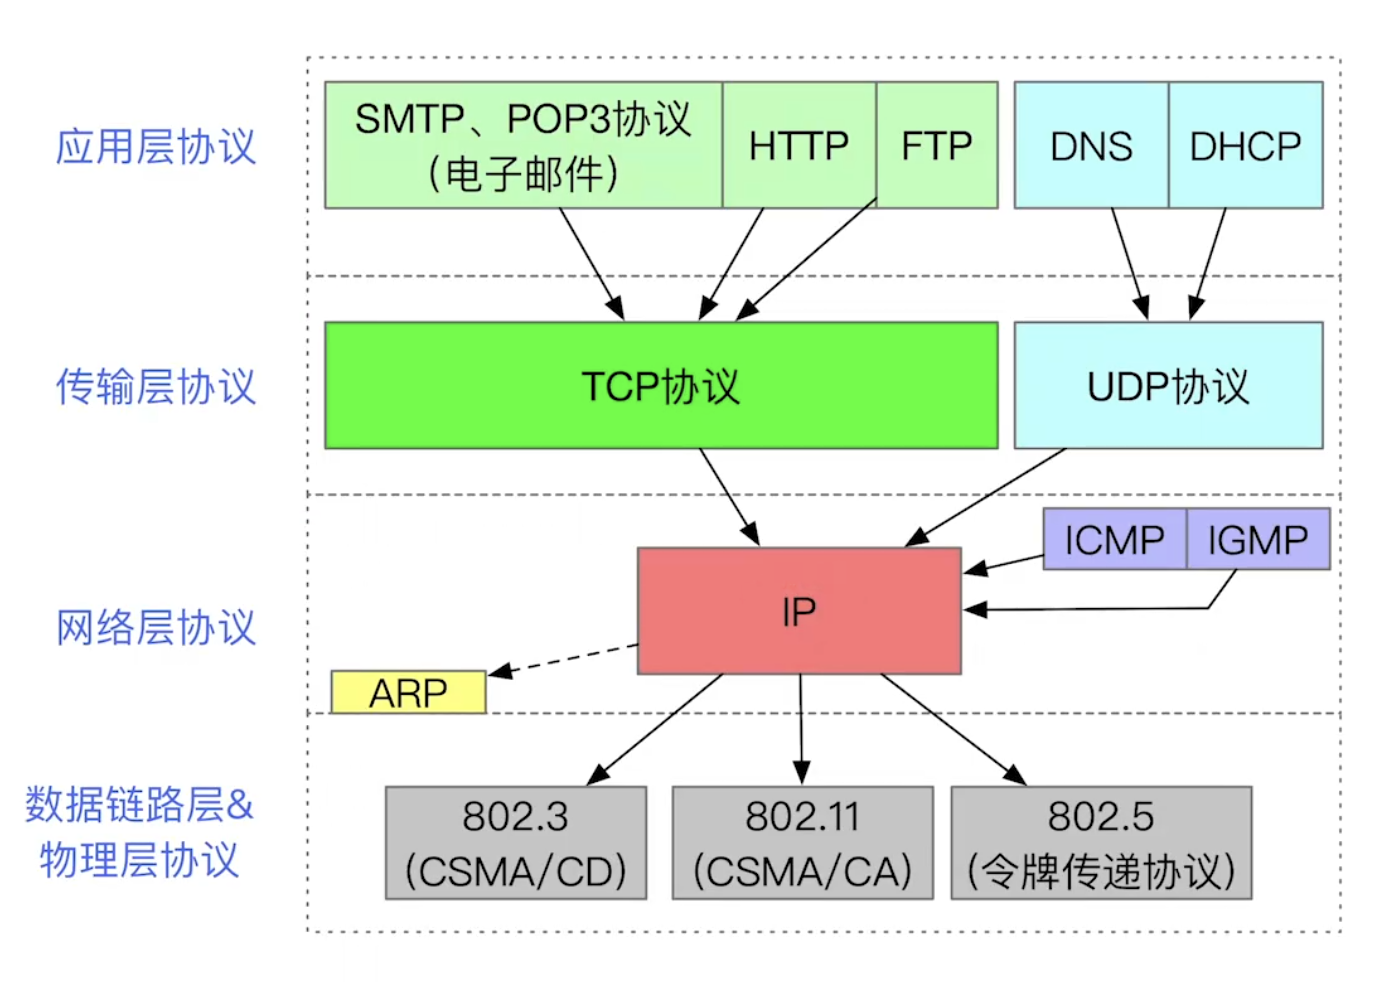 应用层协议
SMTP、POP3协议
(电子邮件)
HTTP
FTP
DNS
DHCP
传输层协议
TCP协议
UDP协议
网络层协议
ICMP
IGMP
IP
ARP
数据链路层&
物理层协议
802.3
(CSMA/CD)
802.11
(CSMA/CA)
802.5
(令牌传递协议)